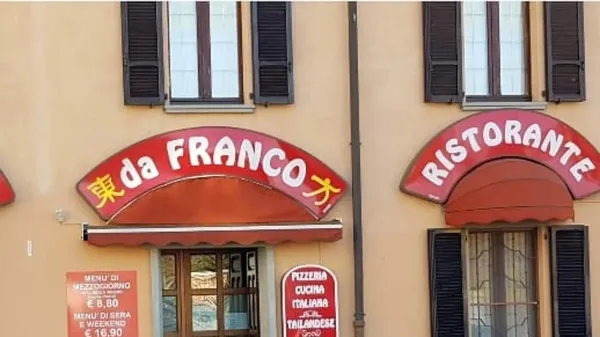 東 da FRANCO 方
RISTORANTE
MENU' DI
MEZZOGIORNO
€ 8,80
MENU' DI SERA
E WEEKEND
€ 16,90
PIZZERIA
CUCINA
ITALIANA
TAILANDESE